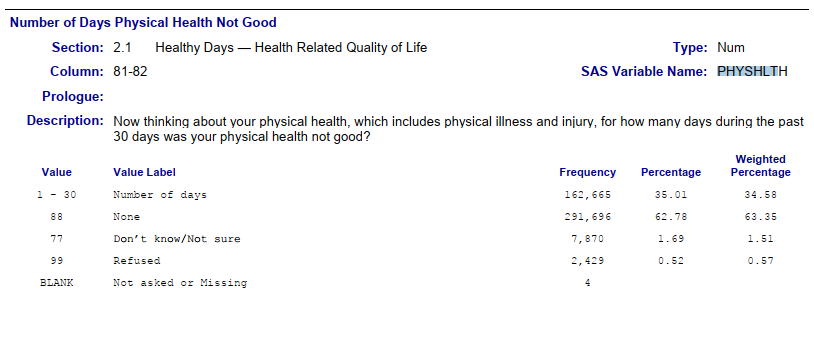 Number of Days Physical Health Not Good
Section: 2.1 Healthy Days — Health Related Quality of Life Type: Num
Column: 81-82 SAS Variable Name: PHYSHLTH
Prologue:
Description: Now thinking about your physical health, which includes physical illness and injury, for how many days during the past
30 days was your physical health not good?
Weighted
Value Value Label Frequency Percentage Percentage
1 - 30 Number of days 162,665 35.01 34.58
88 None 291,696 62.78 63.35
77 Don't know/Not sure 7,870 1.69 1.51
99 Refused 2,429 0.52 0.57
BLANK Not asked or Missing 4